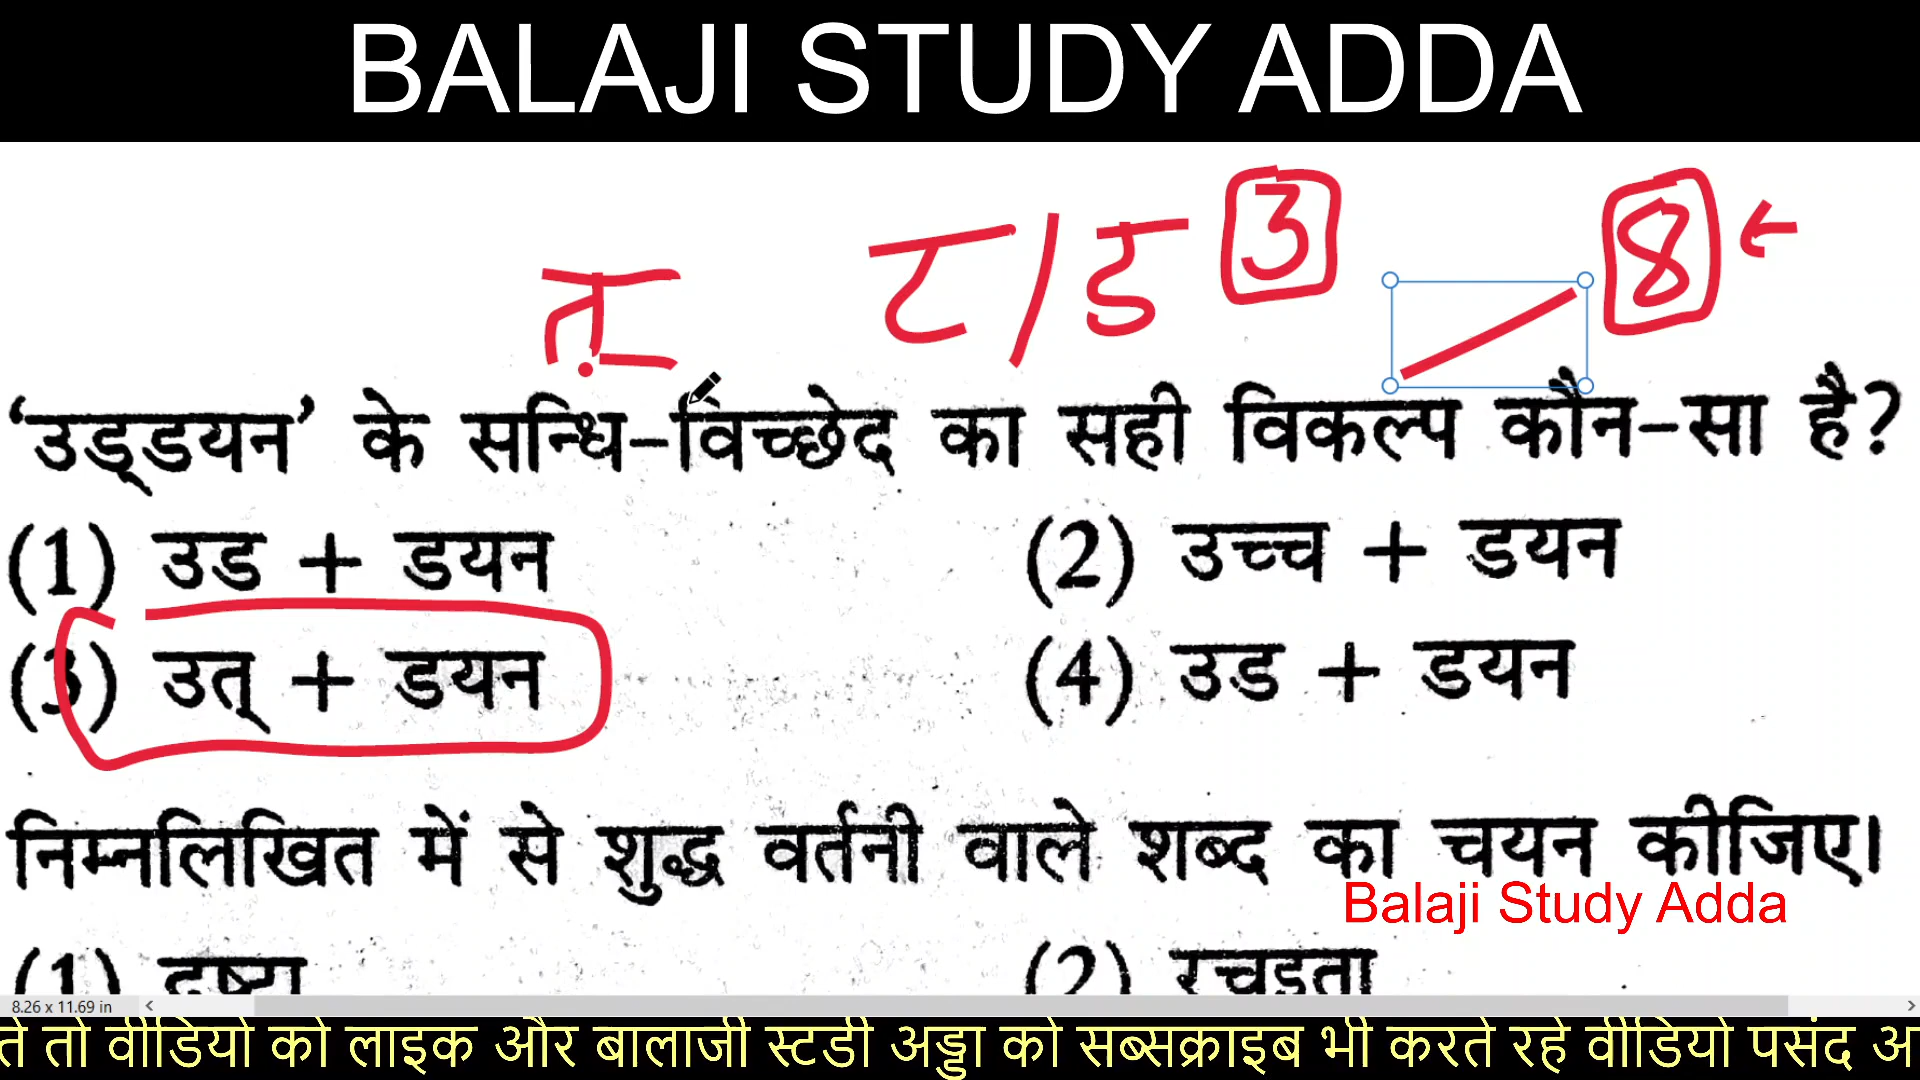 BALAJI STUDY ADDA
त् ट / ड 3 8
‘उड्डयन’ के सन्धि-विच्छेद का सही विकल्प कौन-सा है?
(1) उड + डयन (2) उच्च + डयन
(3) उत् + डयन (4) उड + डयन
निम्नलिखित में से शुद्ध वर्तनी वाले शब्द का चयन कीजिए।
Balaji Study Adda
(1) (2)
8.26 x 11.69 in
ते तो वीडियो को लाइक और बालाजी स्टडी अड्डा को सब्सक्राइब भी करते रहे वीडियो पसंद